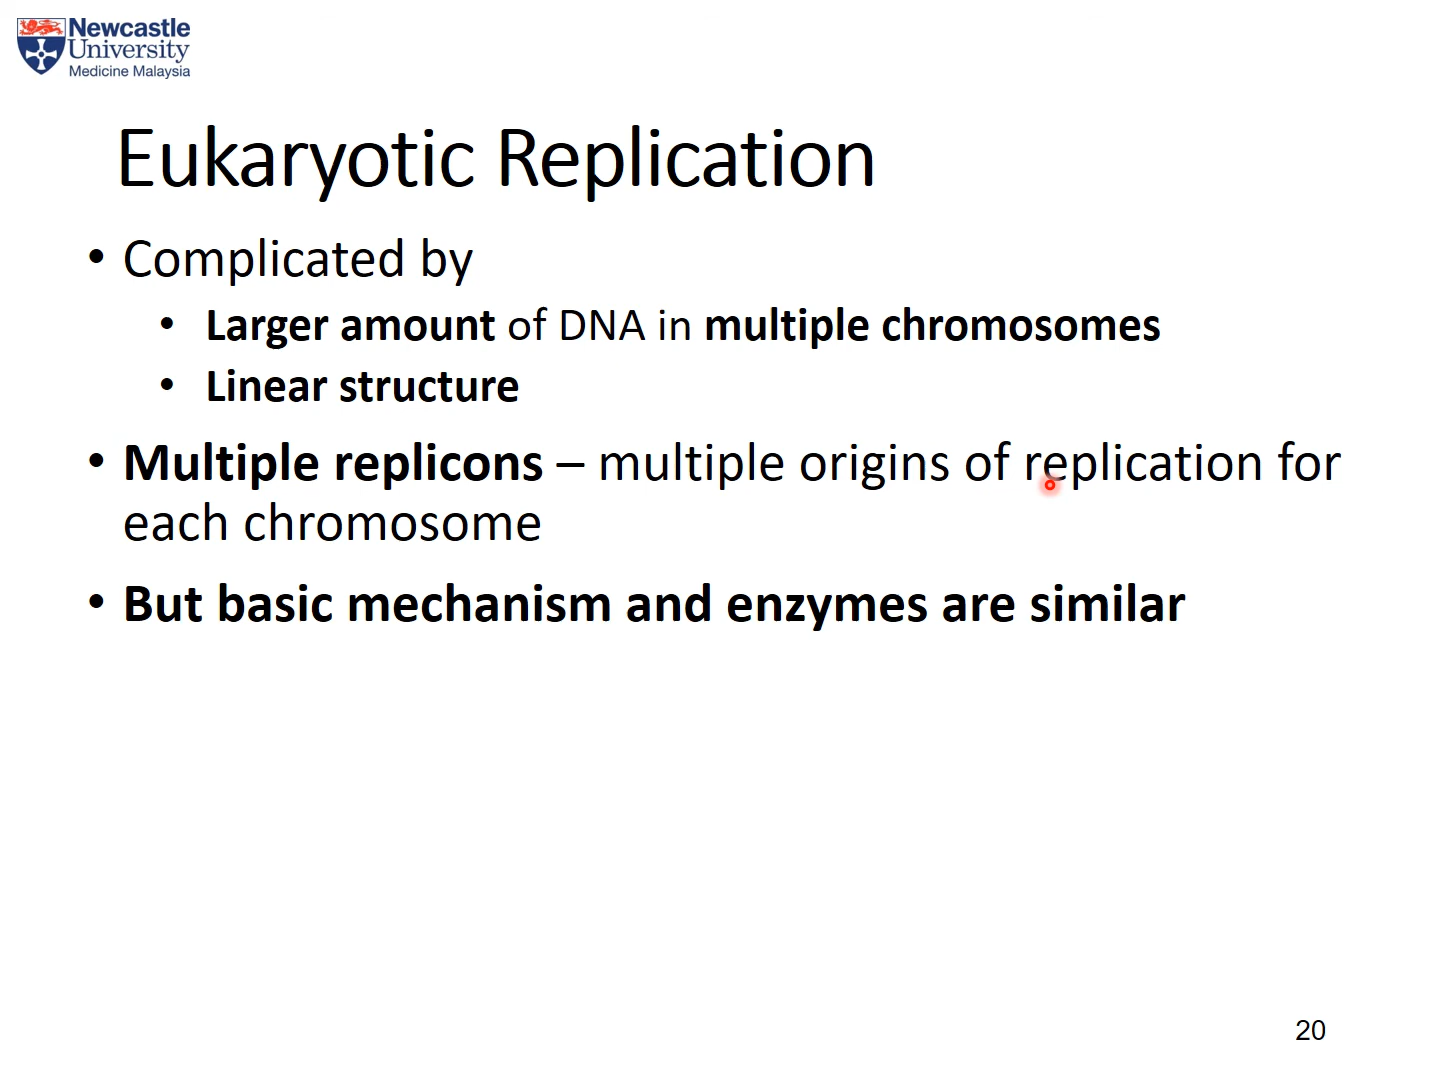 Newcastle
University
Medicine Malaysia
Eukaryotic Replication
• Complicated by
• Larger amount of DNA in multiple chromosomes
• Linear structure
• Multiple replicons – multiple origins of replication for
each chromosome
• But basic mechanism and enzymes are similar
20